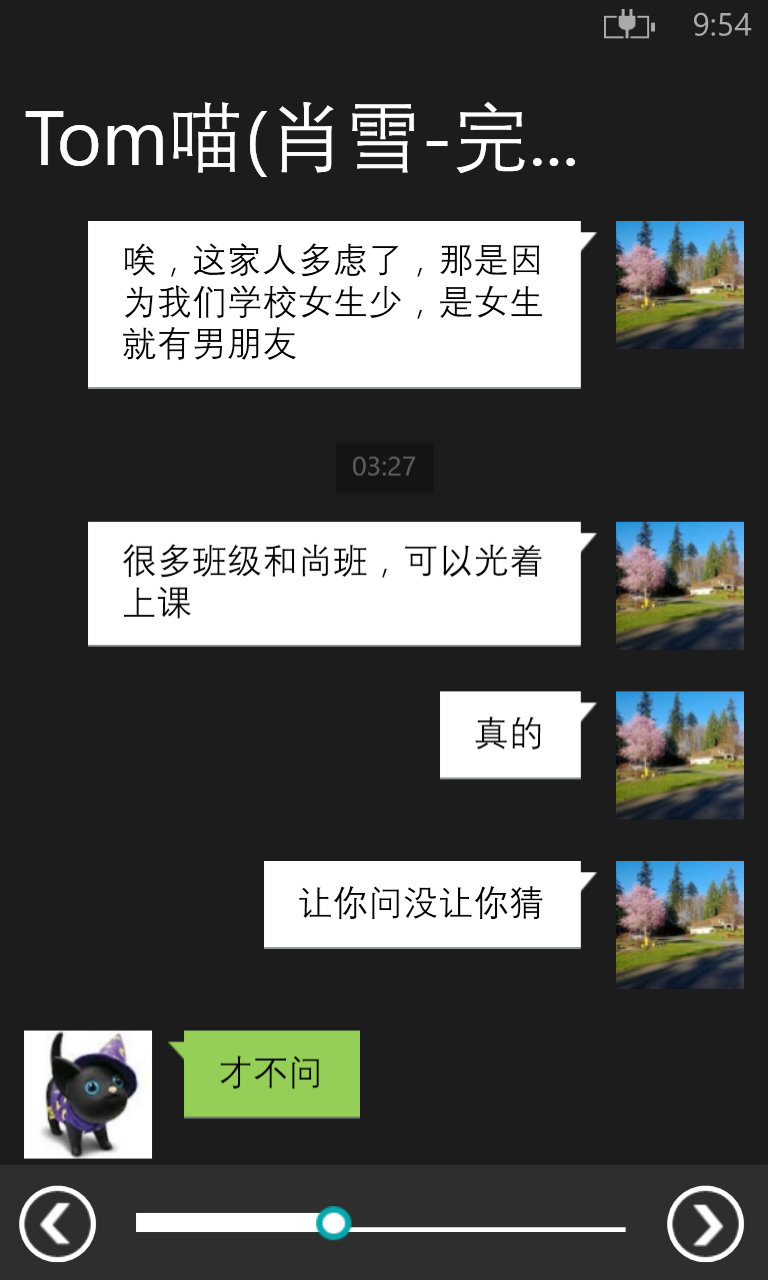 9:54
Tom喵(肖雪-完...
唉，这家人多虑了，那是因
为我们学校女生少，是女生
就有男朋友
03:27
很多班级和尚班，可以光着
上课
真的
让你问没让你猜
才不问